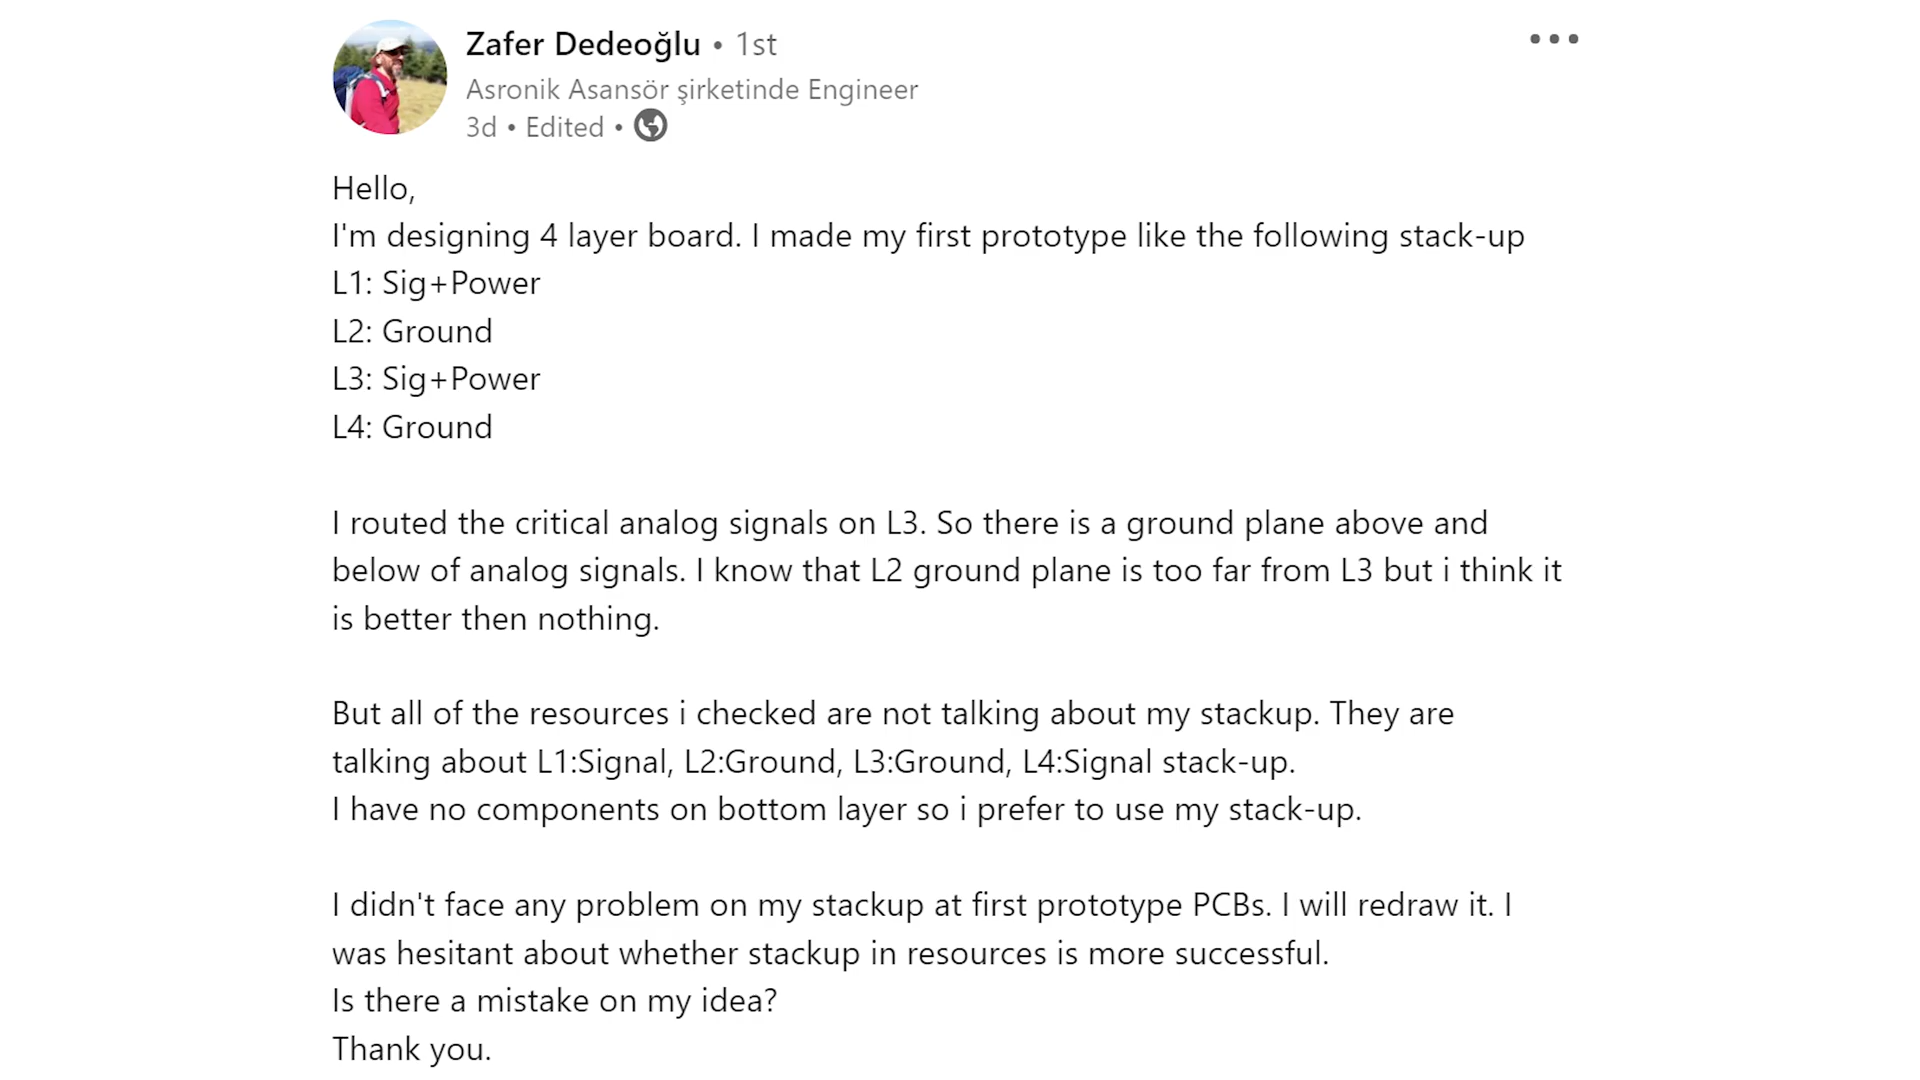 Zafer Dedeoğlu • 1st
Asronik Asansör şirketinde Engineer
3d • Edited •
Hello,
I'm designing 4 layer board. I made my first prototype like the following stack-up
L1: Sig+Power
L2: Ground
L3: Sig+Power
L4: Ground
I routed the critical analog signals on L3. So there is a ground plane above and
below of analog signals. I know that L2 ground plane is too far from L3 but i think it
is better then nothing.
But all of the resources i checked are not talking about my stackup. They are
talking about L1:Signal, L2:Ground, L3:Ground, L4:Signal stack-up.
I have no components on bottom layer so i prefer to use my stack-up.
I didn't face any problem on my stackup at first prototype PCBs. I will redraw it. I
was hesitant about whether stackup in resources is more successful.
Is there a mistake on my idea?
Thank you.